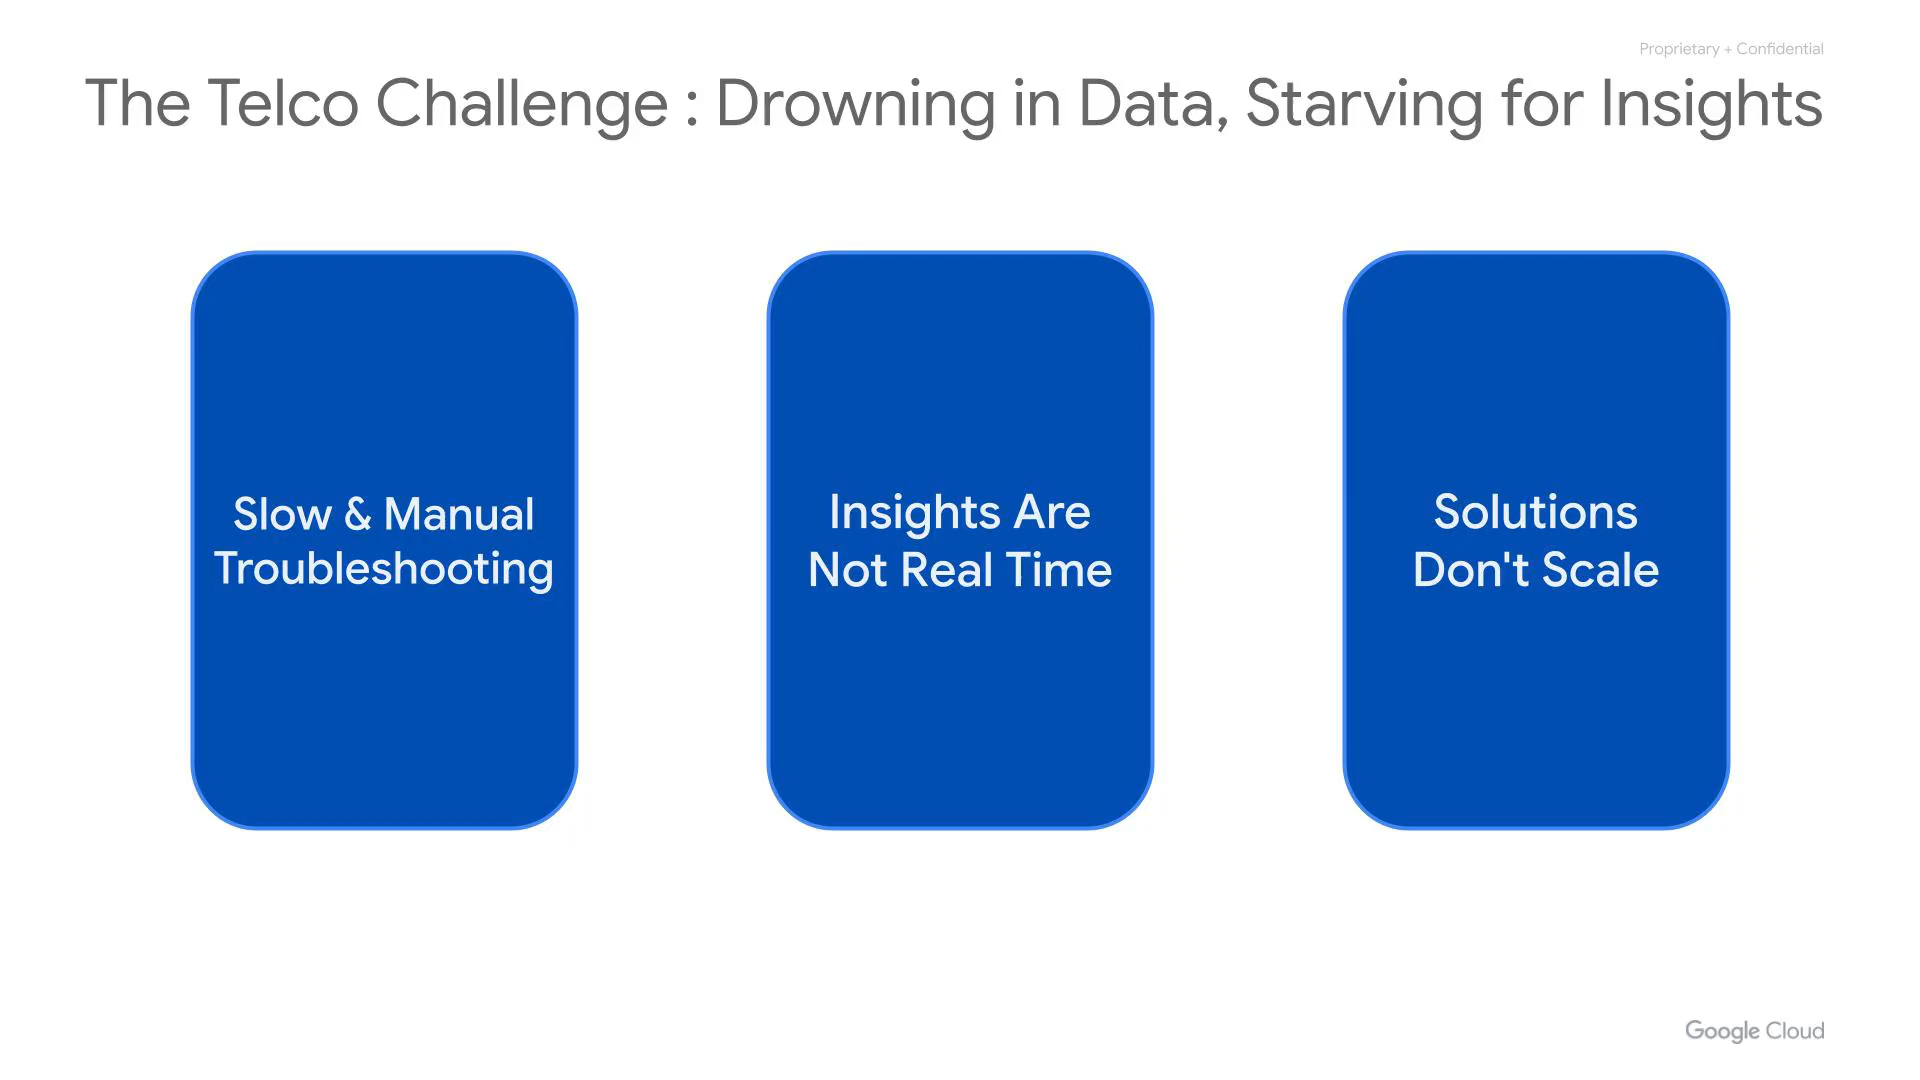 Proprietary + Confidential
The Telco Challenge : Drowning in Data, Starving for Insights
Slow & Manual
Troubleshooting
Insights Are
Not Real Time
Solutions
Don't Scale
Google Cloud